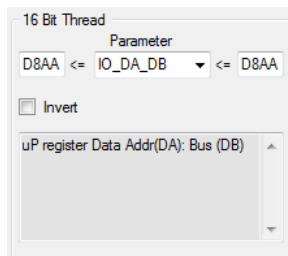 16 Bit Thread
Parameter
D8AA <= IO_DA_DB <= D8AA
Invert
uP register Data Addr(DA): Bus (DB)